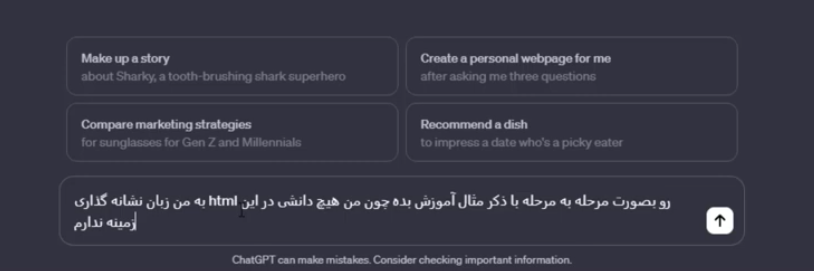 Make up a story
about Sharky, a tooth-brushing shark superhero
Create a personal webpage for me
after asking me three questions
Compare marketing strategies
for sunglasses for Gen Z and Millennials
Recommend a dish
to impress a date who's a picky eater
به من زبان نشانه گذاری html رو بصورت مرحله به مرحله با ذکر مثال آموزش بده چون من هیچ دانشی در این
زمینه ندارم
ChatGPT can make mistakes. Consider checking important information.